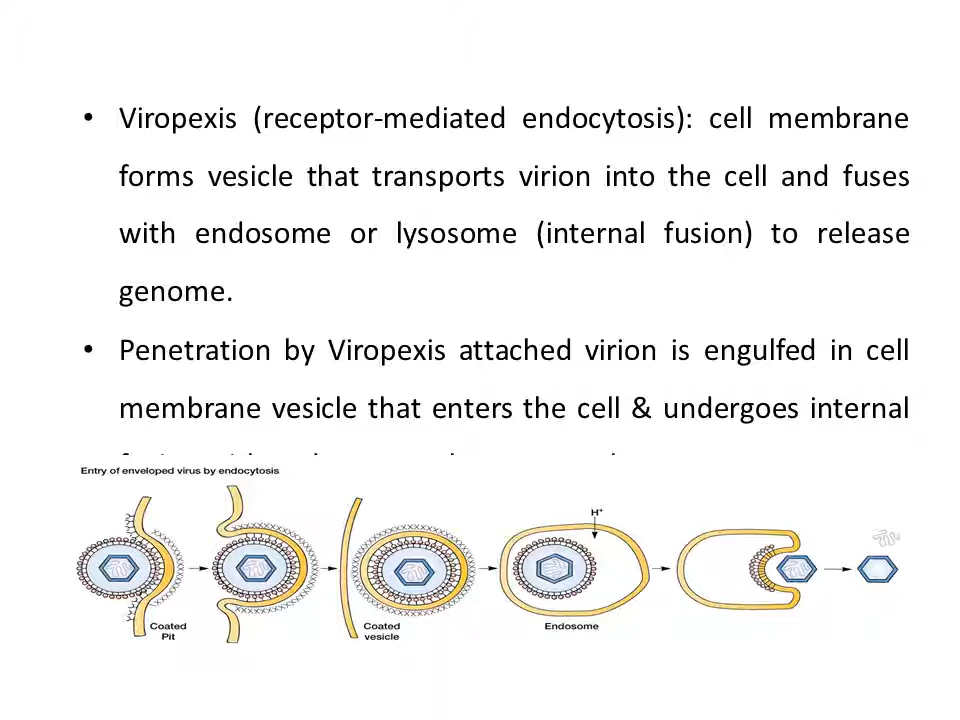 • Viropexis (receptor-mediated endocytosis): cell membrane
forms vesicle that transports virion into the cell and fuses
with endosome or lysosome (internal fusion) to release
genome.
• Penetration by Viropexis attached virion is engulfed in cell
membrane vesicle that enters the cell & undergoes internal
Entry of enveloped virus by endocytosis
H⁺
Coated
Pit
Coated
vesicle
Endosome